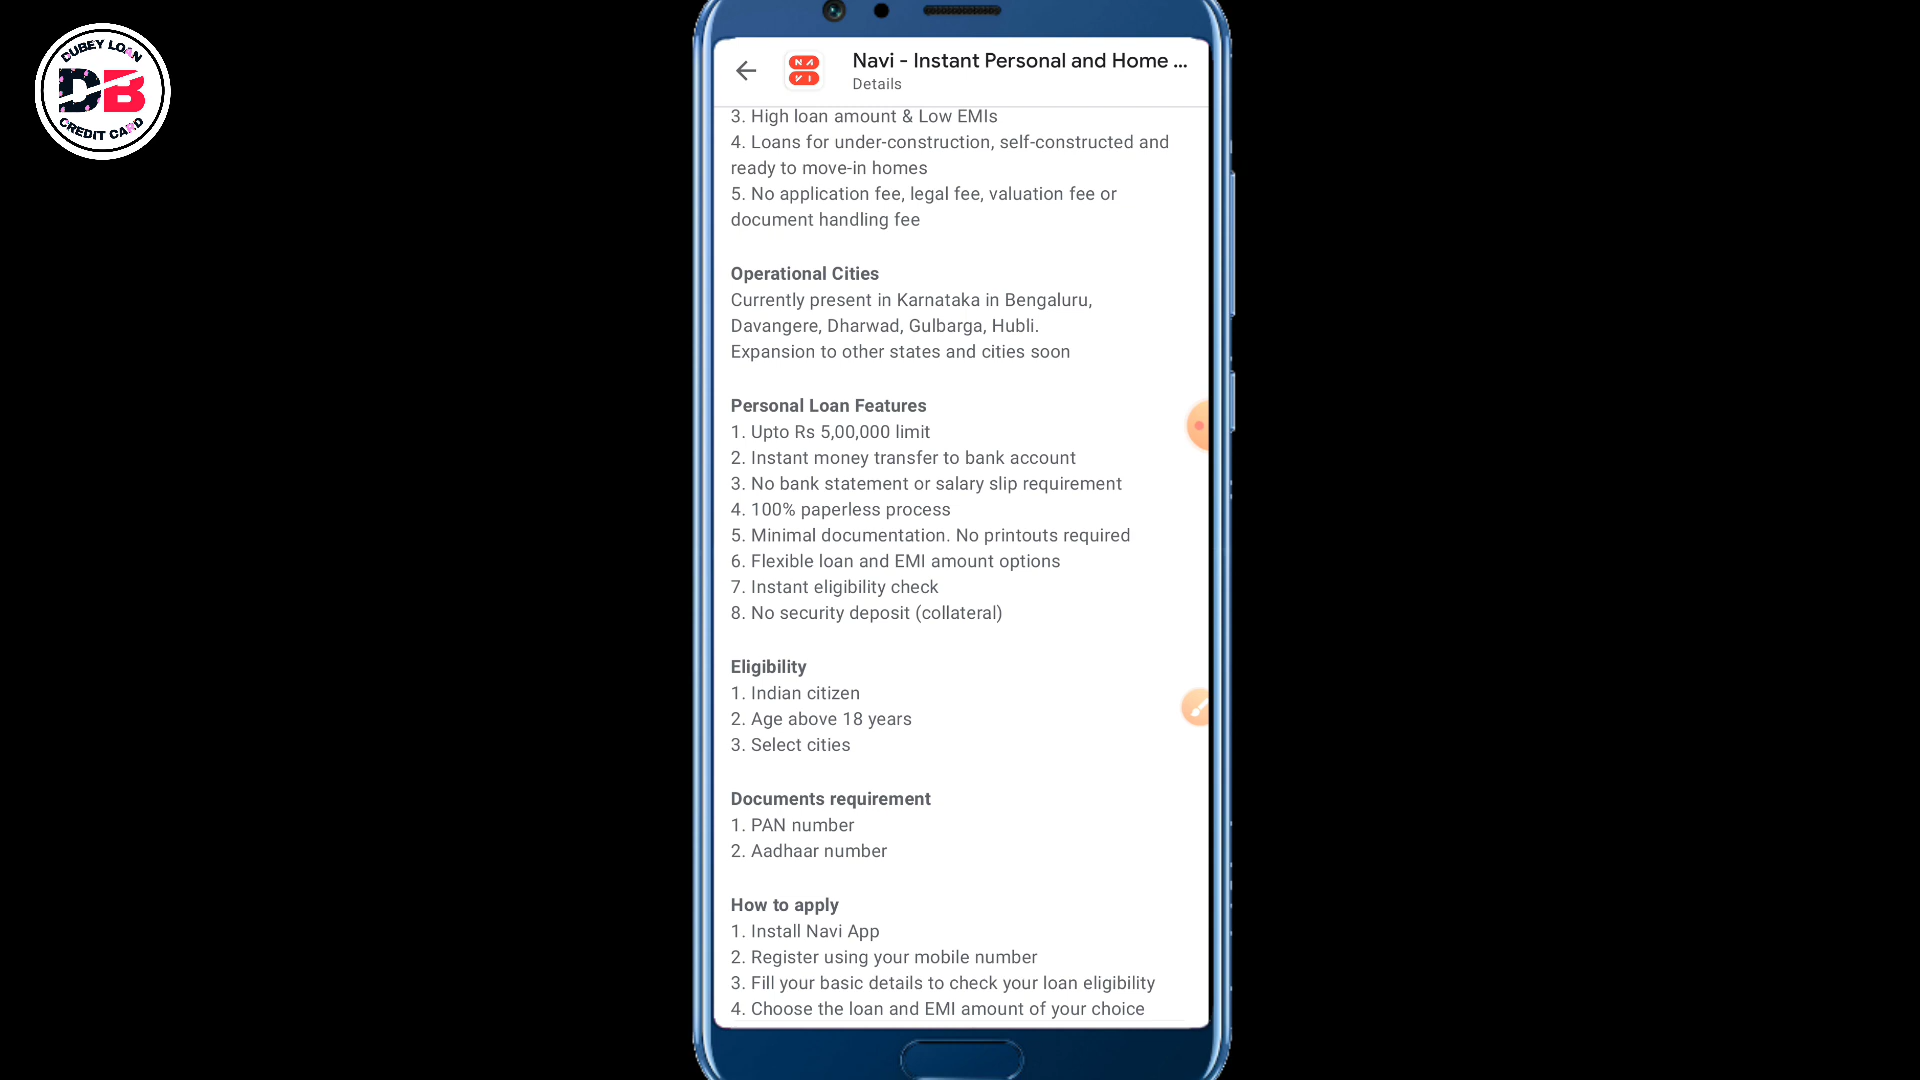 DUBEY LOAN
DB
CREDIT CARD
NAVI
Navi - Instant Personal and Home ...
Details
3. High loan amount & Low EMIs
4. Loans for under-construction, self-constructed and
ready to move-in homes
5. No application fee, legal fee, valuation fee or
document handling fee
Operational Cities
Currently present in Karnataka in Bengaluru,
Davangere, Dharwad, Gulbarga, Hubli.
Expansion to other states and cities soon
Personal Loan Features
1. Upto Rs 5,00,000 limit
2. Instant money transfer to bank account
3. No bank statement or salary slip requirement
4. 100% paperless process
5. Minimal documentation. No printouts required
6. Flexible loan and EMI amount options
7. Instant eligibility check
8. No security deposit (collateral)
Eligibility
1. Indian citizen
2. Age above 18 years
3. Select cities
Documents requirement
1. PAN number
2. Aadhaar number
How to apply
1. Install Navi App
2. Register using your mobile number
3. Fill your basic details to check your loan eligibility
4. Choose the loan and EMI amount of your choice